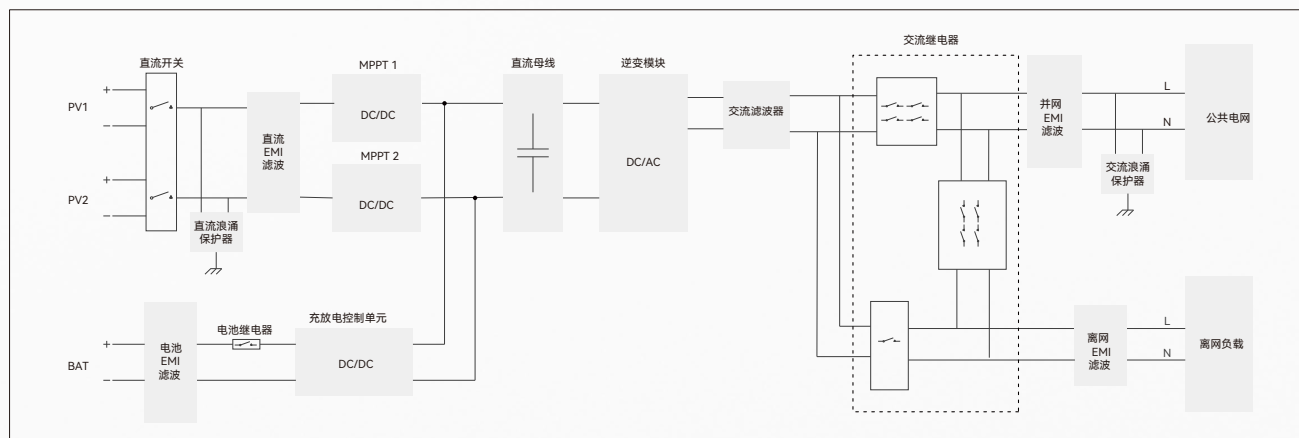 交流继电器
直流开关
MPPT 1
直流母线
逆变模块
+
PV1
−
DC/DC
直流
EMI
滤波
MPPT 2
DC/DC
DC/AC
交流滤波器
并网
EMI
滤波
L
N
公共电网
交流浪涌
保护器
+
PV2
−
直流浪涌
保护器
电池继电器
充放电控制单元
+
BAT
−
电池
EMI
滤波
DC/DC
离网
EMI
滤波
L
N
离网负载